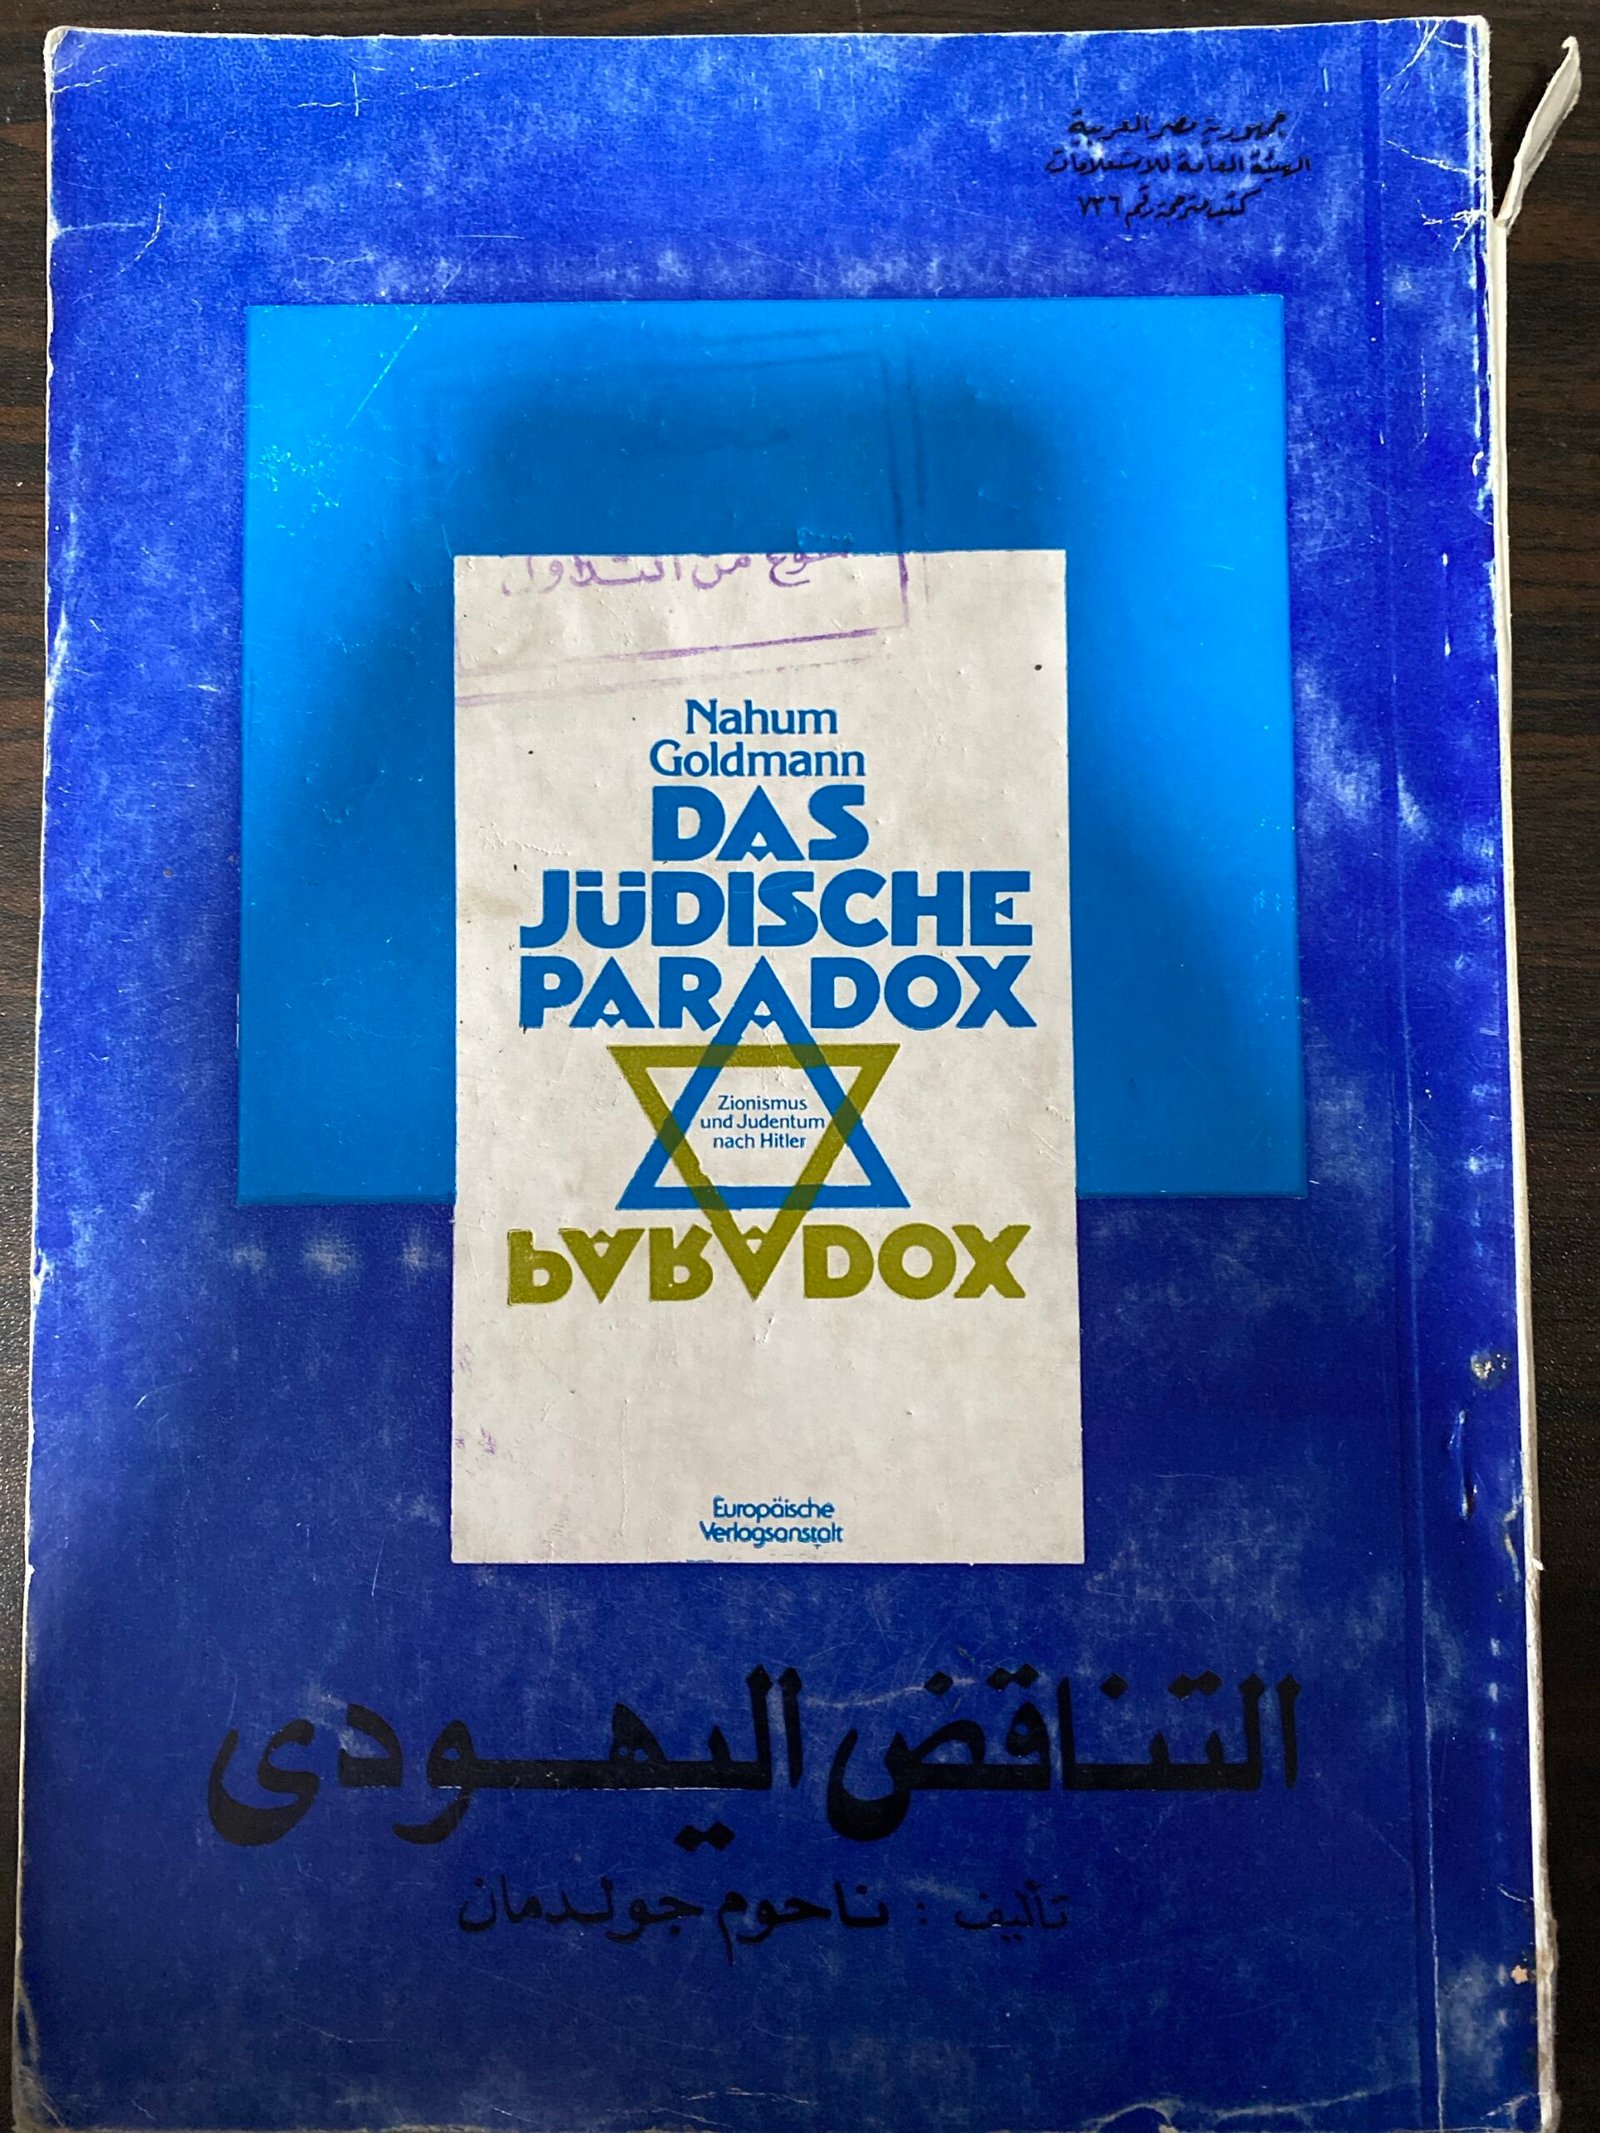 جمهورية مصر العربية
الهيئة العامة للاستعلامات
كتب مترجمة رقم ٧٣٦
من التداول
Nahum
Goldmann
DAS
JÜDISCHE
PARADOX
Zionismus
und Judentum
nach Hitler
PARADOX
Europäische
Verlagsanstalt
التناقض اليهودى
تأليف : ناحوم جولدمان